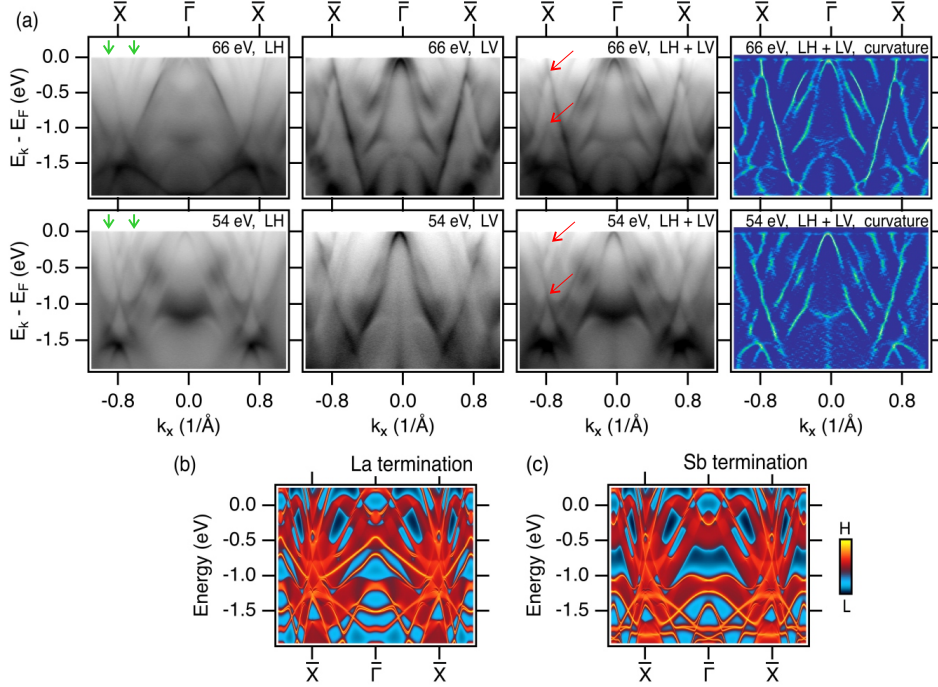 (a)
X̄ Γ̄ X̄ X̄ Γ̄ X̄ X̄ Γ̄ X̄ X̄ Γ̄ X̄
66 eV, LH
66 eV, LV
66 eV, LH + LV
66 eV, LH + LV, curvature
E_k - E_F (eV)
0.0
-0.5
-1.0
-1.5
54 eV, LH
54 eV, LV
54 eV, LH + LV
54 eV, LH + LV, curvature
E_k - E_F (eV)
0.0
-0.5
-1.0
-1.5
-0.8 0.0 0.8 -0.8 0.0 0.8 -0.8 0.0 0.8 -0.8 0.0 0.8
k_x (1/Å) k_x (1/Å) k_x (1/Å) k_x (1/Å)
(b)
La termination
Energy (eV)
0.0
-0.5
-1.0
-1.5
X̄ Γ̄ X̄
(c)
Sb termination
Energy (eV)
0.0
-0.5
-1.0
-1.5
X̄ Γ̄ X̄
H
L